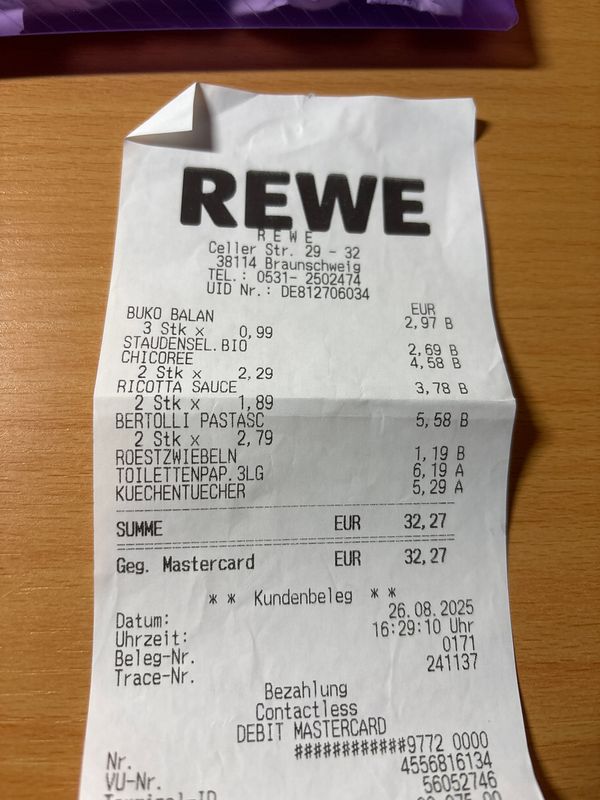 REWE
R E W E
Celler Str. 29 - 32
38114 Braunschweig
TEL.: 0531- 2502474
UID Nr.: DE812706034
EUR
BUKO BALAN 2,97 B
3 Stk x 0,99
STAUDENSEL.BIO 2,69 B
CHICOREE 4,58 B
2 Stk x 2,29
RICOTTA SAUCE 3,78 B
2 Stk x 1,89
BERTOLLI PASTASC 5,58 B
2 Stk x 2,79
ROESTZWIEBELN 1,19 B
TOILETTENPAP.3LG 6,19 A
KUECHENTUECHER 5,29 A
SUMME EUR 32,27
Geg. Mastercard EUR 32,27
* * Kundenbeleg * *
Datum: 26.08.2025
Uhrzeit: 16:29:10 Uhr
Beleg-Nr. 0171
Trace-Nr. 241137
Bezahlung
Contactless
DEBIT MASTERCARD
Nr. ############9772 0000
VU-Nr. 4556816134
Terminal-ID 56052746